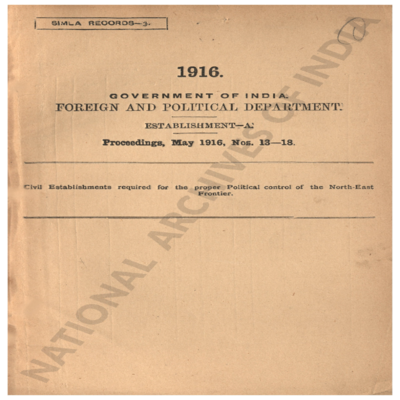 SIMLA RECORDS—3.
1916.
GOVERNMENT OF INDIA.
FOREIGN AND POLITICAL DEPARTMENT.
ESTABLISHMENT—A.
Proceedings, May 1916, Nos. 13—18.
Civil Establishments required for the proper Political control of the North-East
Frontier.
NATIONAL ARCHIVES OF INDIA